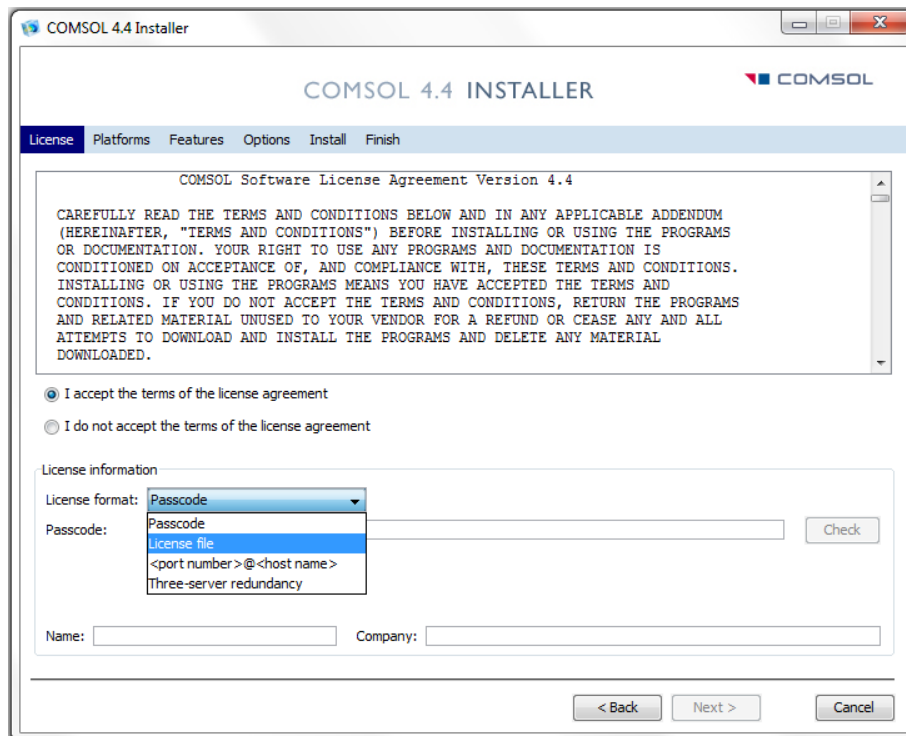 COMSOL 4.4 Installer
COMSOL 4.4 INSTALLER
COMSOL
License Platforms Features Options Install Finish
COMSOL Software License Agreement Version 4.4
CAREFULLY READ THE TERMS AND CONDITIONS BELOW AND IN ANY APPLICABLE ADDENDUM
(HEREINAFTER, "TERMS AND CONDITIONS") BEFORE INSTALLING OR USING THE PROGRAMS
OR DOCUMENTATION. YOUR RIGHT TO USE ANY PROGRAMS AND DOCUMENTATION IS
CONDITIONED ON ACCEPTANCE OF, AND COMPLIANCE WITH, THESE TERMS AND CONDITIONS.
INSTALLING OR USING THE PROGRAMS MEANS YOU HAVE ACCEPTED THE TERMS AND
CONDITIONS. IF YOU DO NOT ACCEPT THE TERMS AND CONDITIONS, RETURN THE PROGRAMS
AND RELATED MATERIAL UNUSED TO YOUR VENDOR FOR A REFUND OR CEASE ANY AND ALL
ATTEMPTS TO DOWNLOAD AND INSTALL THE PROGRAMS AND DELETE ANY MATERIAL
DOWNLOADED.
I accept the terms of the license agreement
I do not accept the terms of the license agreement
License information
License format: Passcode
Passcode:
Passcode
License file
<port number>@<host name>
Three-server redundancy
Check
Name: Company:
< Back Next > Cancel